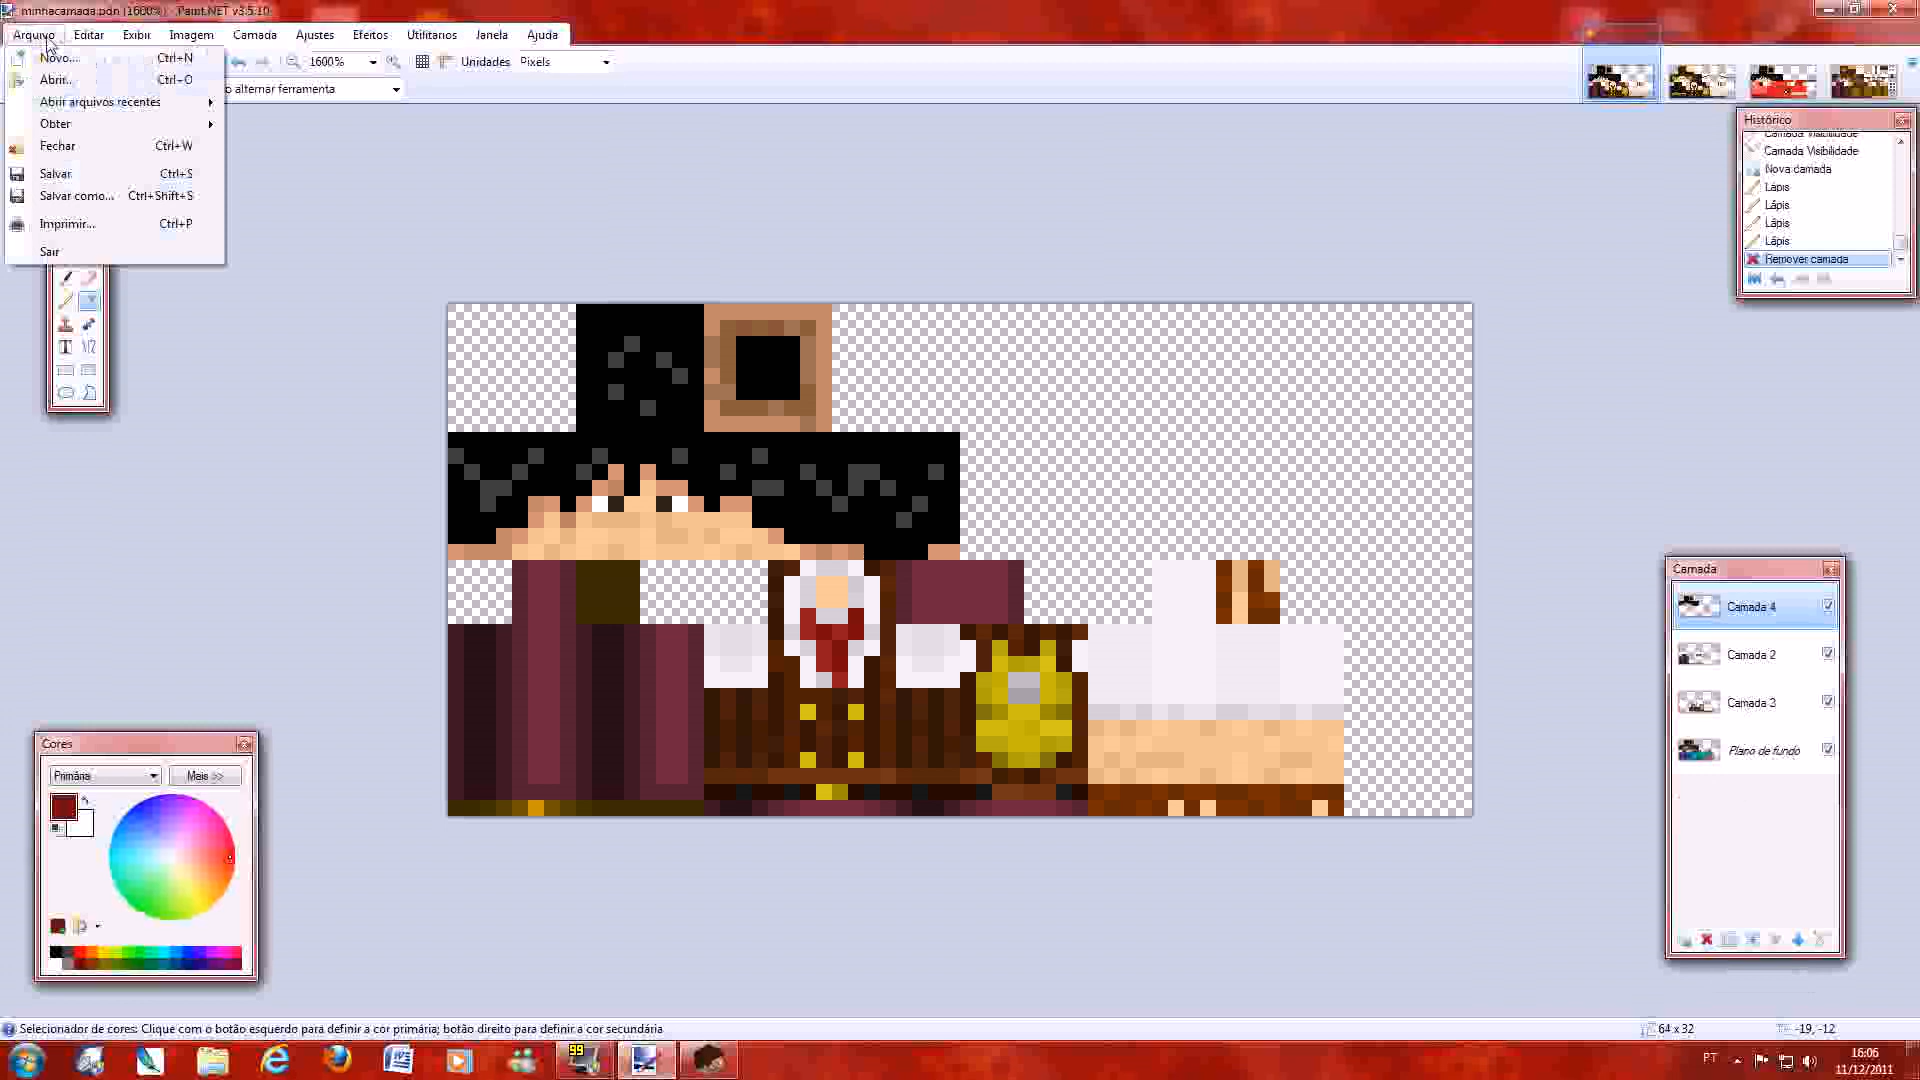 minhacamada.pdn (1600%) - Paint.NET v3.5.10
Arquivo Editar Exibir Imagem Camada Ajustes Efeitos Utilitários Janela Ajuda
Novo... Ctrl+N
Abrir... Ctrl+O
Abrir arquivos recentes
Obter
Fechar Ctrl+W
Salvar Ctrl+S
Salvar como... Ctrl+Shift+S
Imprimir... Ctrl+P
Sair
1600% Unidades Pixels
o alternar ferramenta
Histórico
Camada Visibilidade
Camada Visibilidade
Nova camada
Lápis
Lápis
Lápis
Lápis
Remover camada
Camada
Camada 4
Camada 2
Camada 3
Plano de fundo
Cores
Primária Mais >>
Selecionador de cores: Clique com o botão esquerdo para definir a cor primária; botão direito para definir a cor secundária
64 x 32 -19, -12
99
PT
16:06
11/12/2011